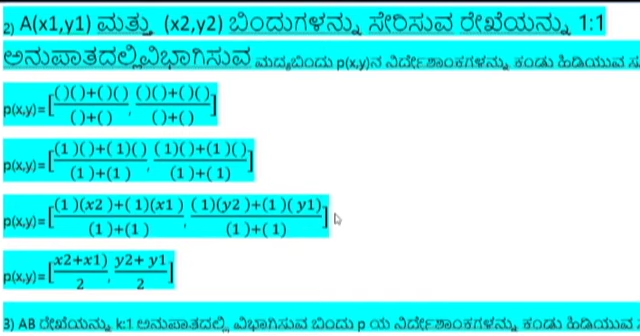 2) A(x1,y1) ಮತ್ತು (x2,y2) ಬಿಂದುಗಳನ್ನು ಸೇರಿಸುವ ರೇಖೆಯನ್ನು 1:1
ಅನುಪಾತದಲ್ಲಿವಿಭಾಗಿಸುವ ಮದ್ಯಬಿಂದು p(x,y)ನ ನಿರ್ದೇಶಾಂಕಗಳನ್ನು ಕಂಡು ಹಿಡಿಯುವ
p(x,y)=[()()+()()/()+() , ()()+()()/()+()]
p(x,y)=[(1 )()+( 1)()/(1 )+(1 ) , ( 1)()+(1 )()/(1 )+( 1)]
p(x,y)=[(1 )(x2 )+( 1)(x1 )/(1 )+(1 ) , ( 1)(y2 )+(1 )( y1)/(1 )+( 1)]
p(x,y)=[x2+x1)/2 , y2+ y1/2]
3) AB ರೇಖೆಯನ್ನು k:1 ಅನುಪಾತದಲ್ಲಿ ವಿಭಾಗಿಸುವ ಬಿಂದು p ಯ ನಿರ್ದೇಶಾಂಕಗಳನ್ನು ಕಂಡು ಹಿಡಿಯುವ